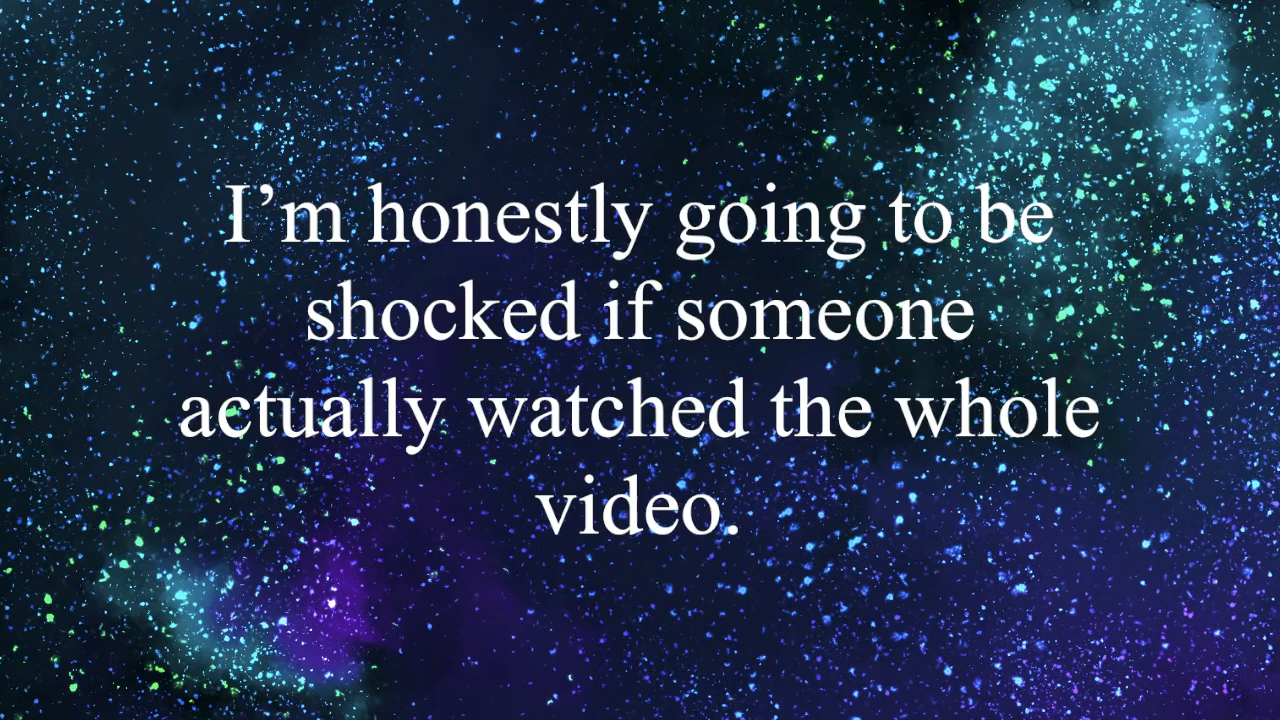 I’m honestly going to be
shocked if someone
actually watched the whole
video.